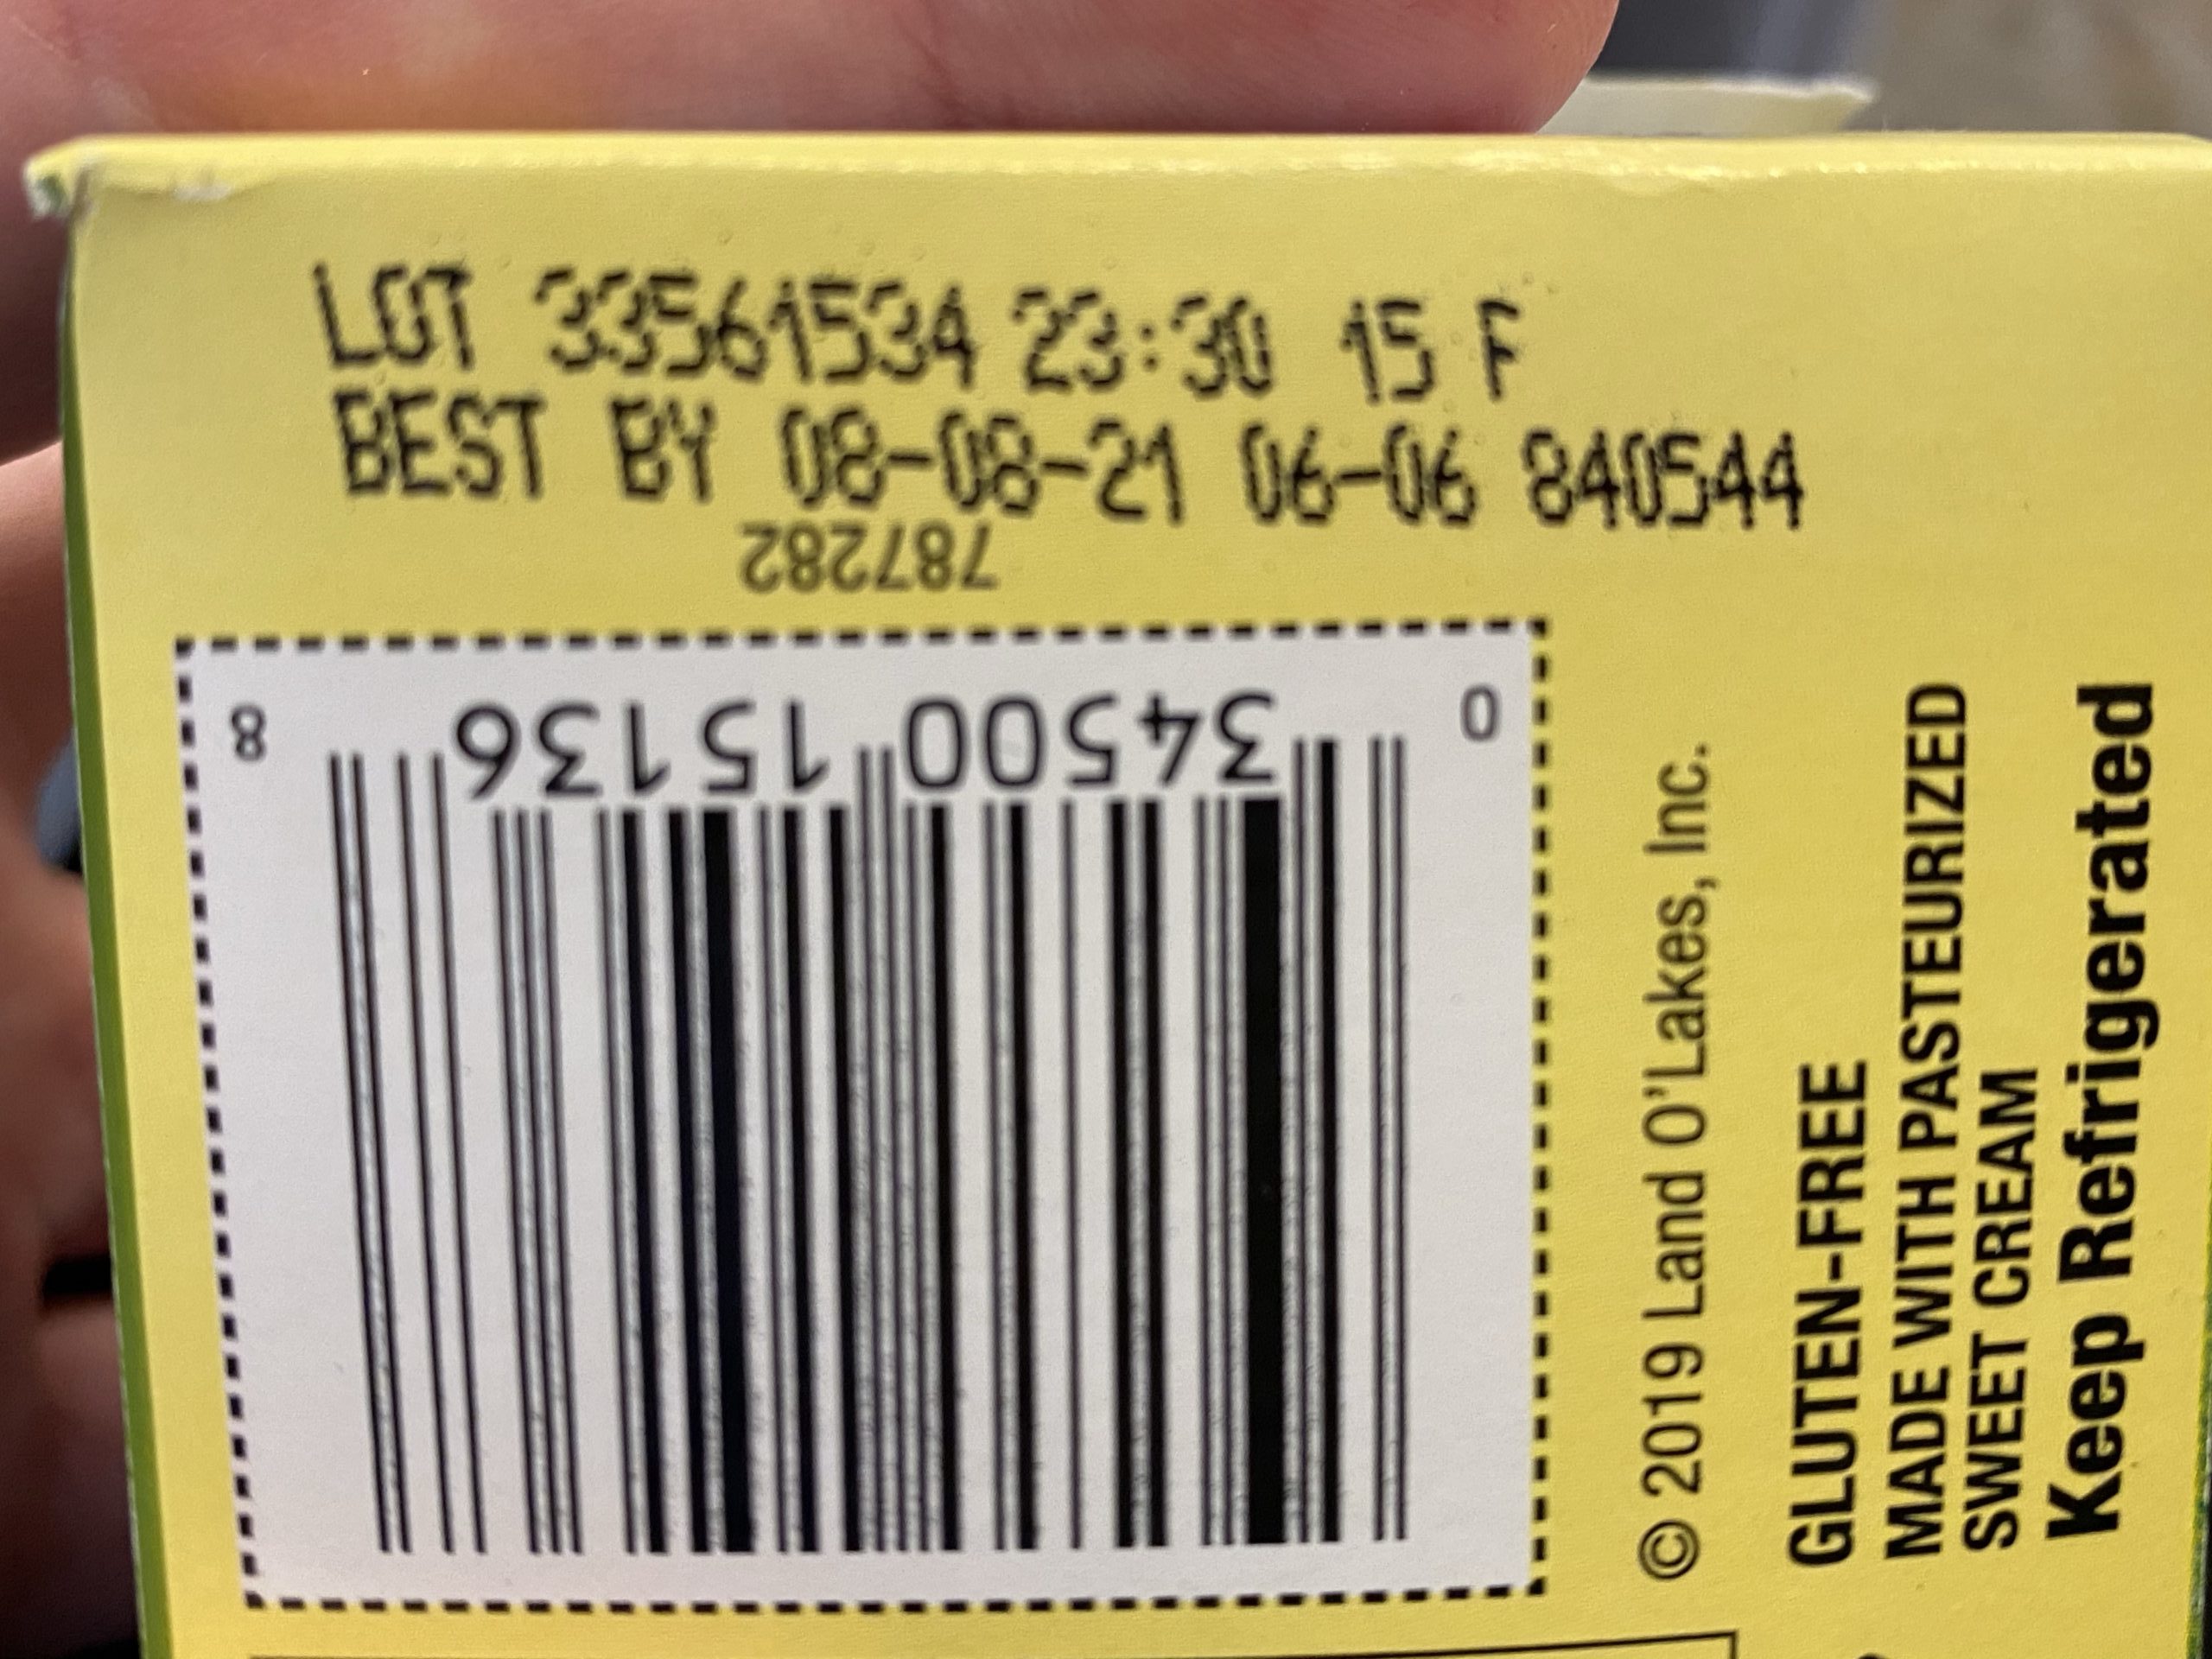 LOT 33561534 23:30 15 F
BEST BY 08-08-21 06-06 840544
787282
0 34500 15136 8
© 2019 Land O'Lakes, Inc.
GLUTEN-FREE
MADE WITH PASTEURIZED
SWEET CREAM
Keep Refrigerated